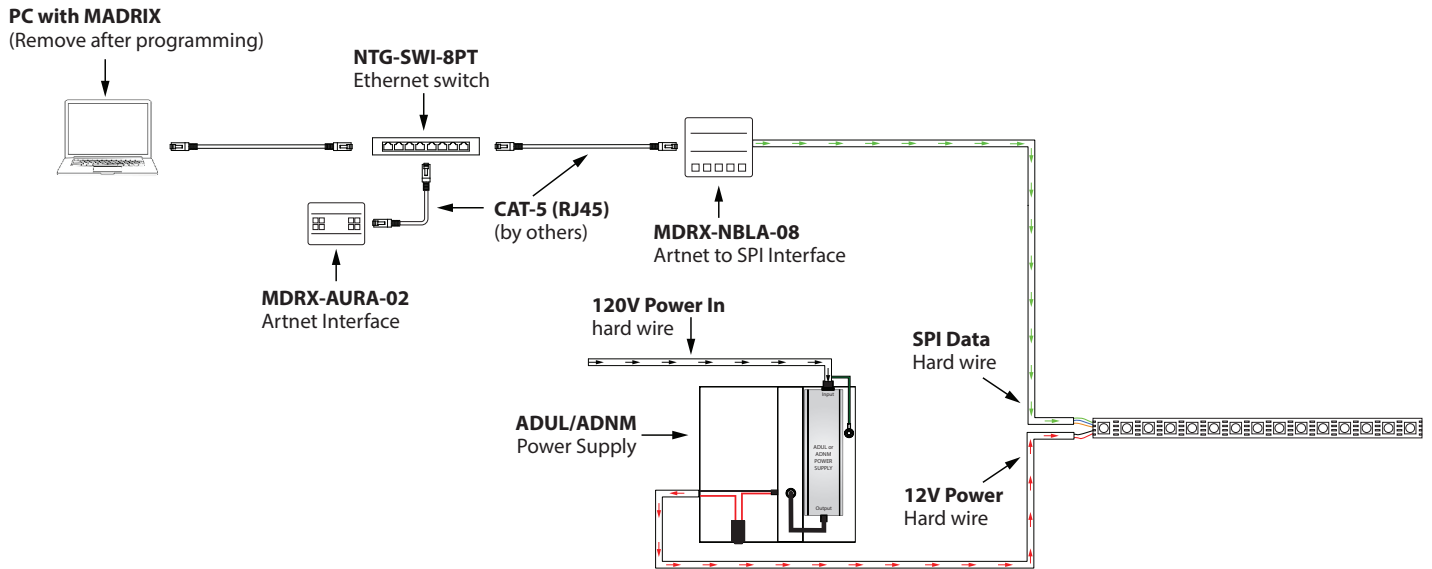 PC with MADRIX
(Remove after programming)
NTG-SWI-8PT
Ethernet switch
CAT-5 (RJ45)
(by others)
MDRX-NBLA-08
Artnet to SPI Interface
MDRX-AURA-02
Artnet Interface
120V Power In
hard wire
SPI Data
Hard wire
ADUL/ADNM
Power Supply
Input
ADUL or
ADNM
POWER
SUPPLY
Output
12V Power
Hard wire